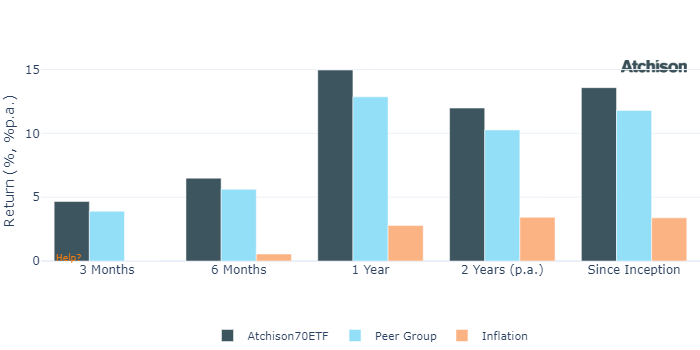 Atchison
15
10
5
0
Return (%, %p.a.)
Help?
3 Months
6 Months
1 Year
2 Years (p.a.)
Since Inception
Atchison70ETF
Peer Group
Inflation